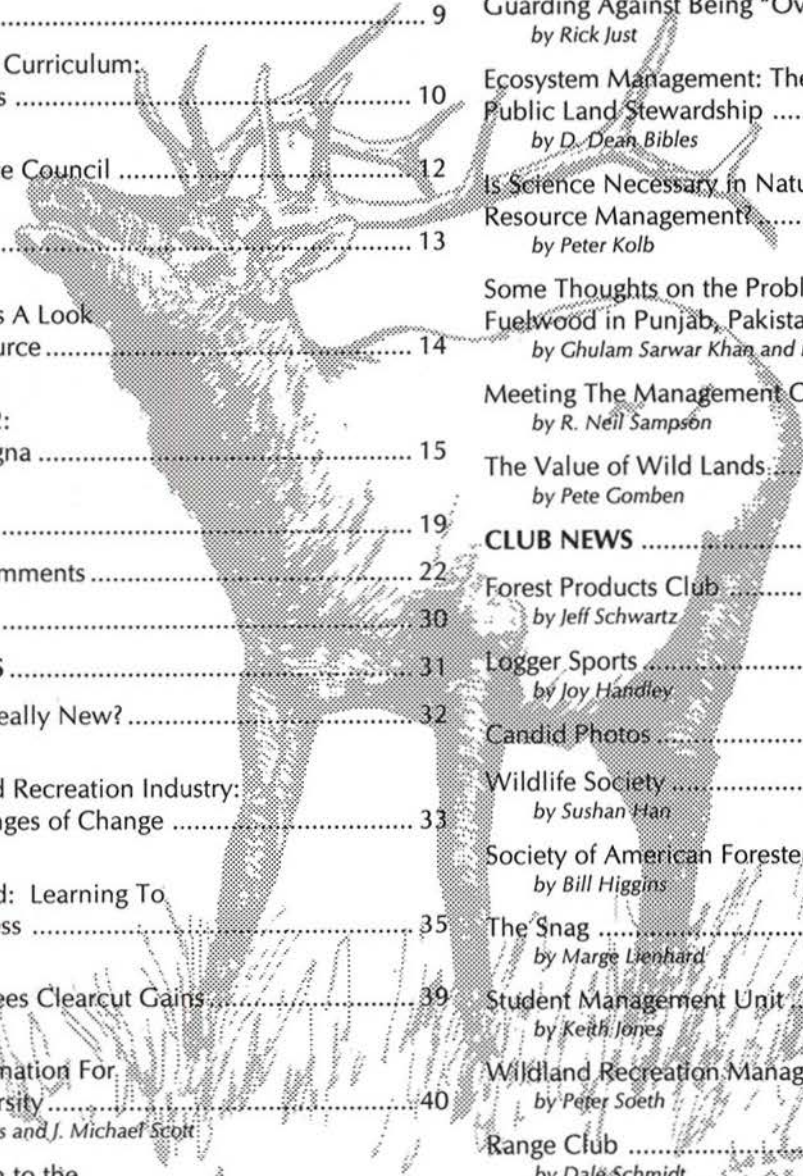 9
Curriculum:
s 10
e Council 12
13
s A Look
urce 14
2:
gna 15
19
mments 22
30
S 31
eally New? 32
d Recreation Industry:
nges of Change 33
d: Learning To
ss 35
ees Clearcut Gains 39
nation For
rsity 40
s and J. Michael Scott
n to the
Guarding Against Being "Ov
by Rick Just
Ecosystem Management: The
Public Land Stewardship
by D. Dean Bibles
Is Science Necessary in Natu
Resource Management?
by Peter Kolb
Some Thoughts on the Probl
Fuelwood in Punjab, Pakista
by Ghulam Sarwar Khan and
Meeting The Management C
by R. Neil Sampson
The Value of Wild Lands
by Pete Gomben
CLUB NEWS
Forest Products Club
by Jeff Schwartz
Logger Sports
by Joy Handley
Candid Photos
Wildlife Society
by Sushan Han
Society of American Foreste
by Bill Higgins
The Snag
by Marge Lienhard
Student Management Unit
by Keith Jones
Wildland Recreation Manag
by Peter Soeth
Range Club
by Dale Schmidt